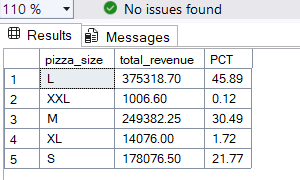 110 % No issues found
Results Messages
pizza_size total_revenue PCT
1 L 375318.70 45.89
2 XXL 1006.60 0.12
3 M 249382.25 30.49
4 XL 14076.00 1.72
5 S 178076.50 21.77